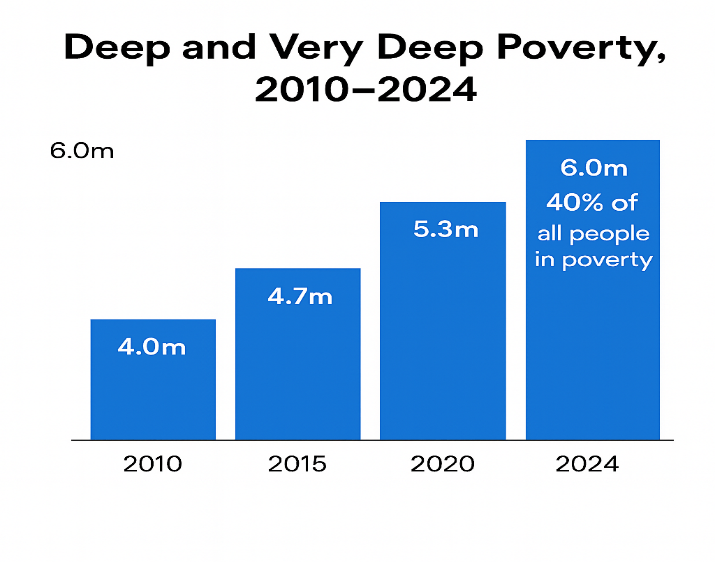 Deep and Very Deep Poverty,
2010–2024
6.0m
6.0m
40% of
all people
in poverty
5.3m
4.7m
4.0m
2010
2015
2020
2024